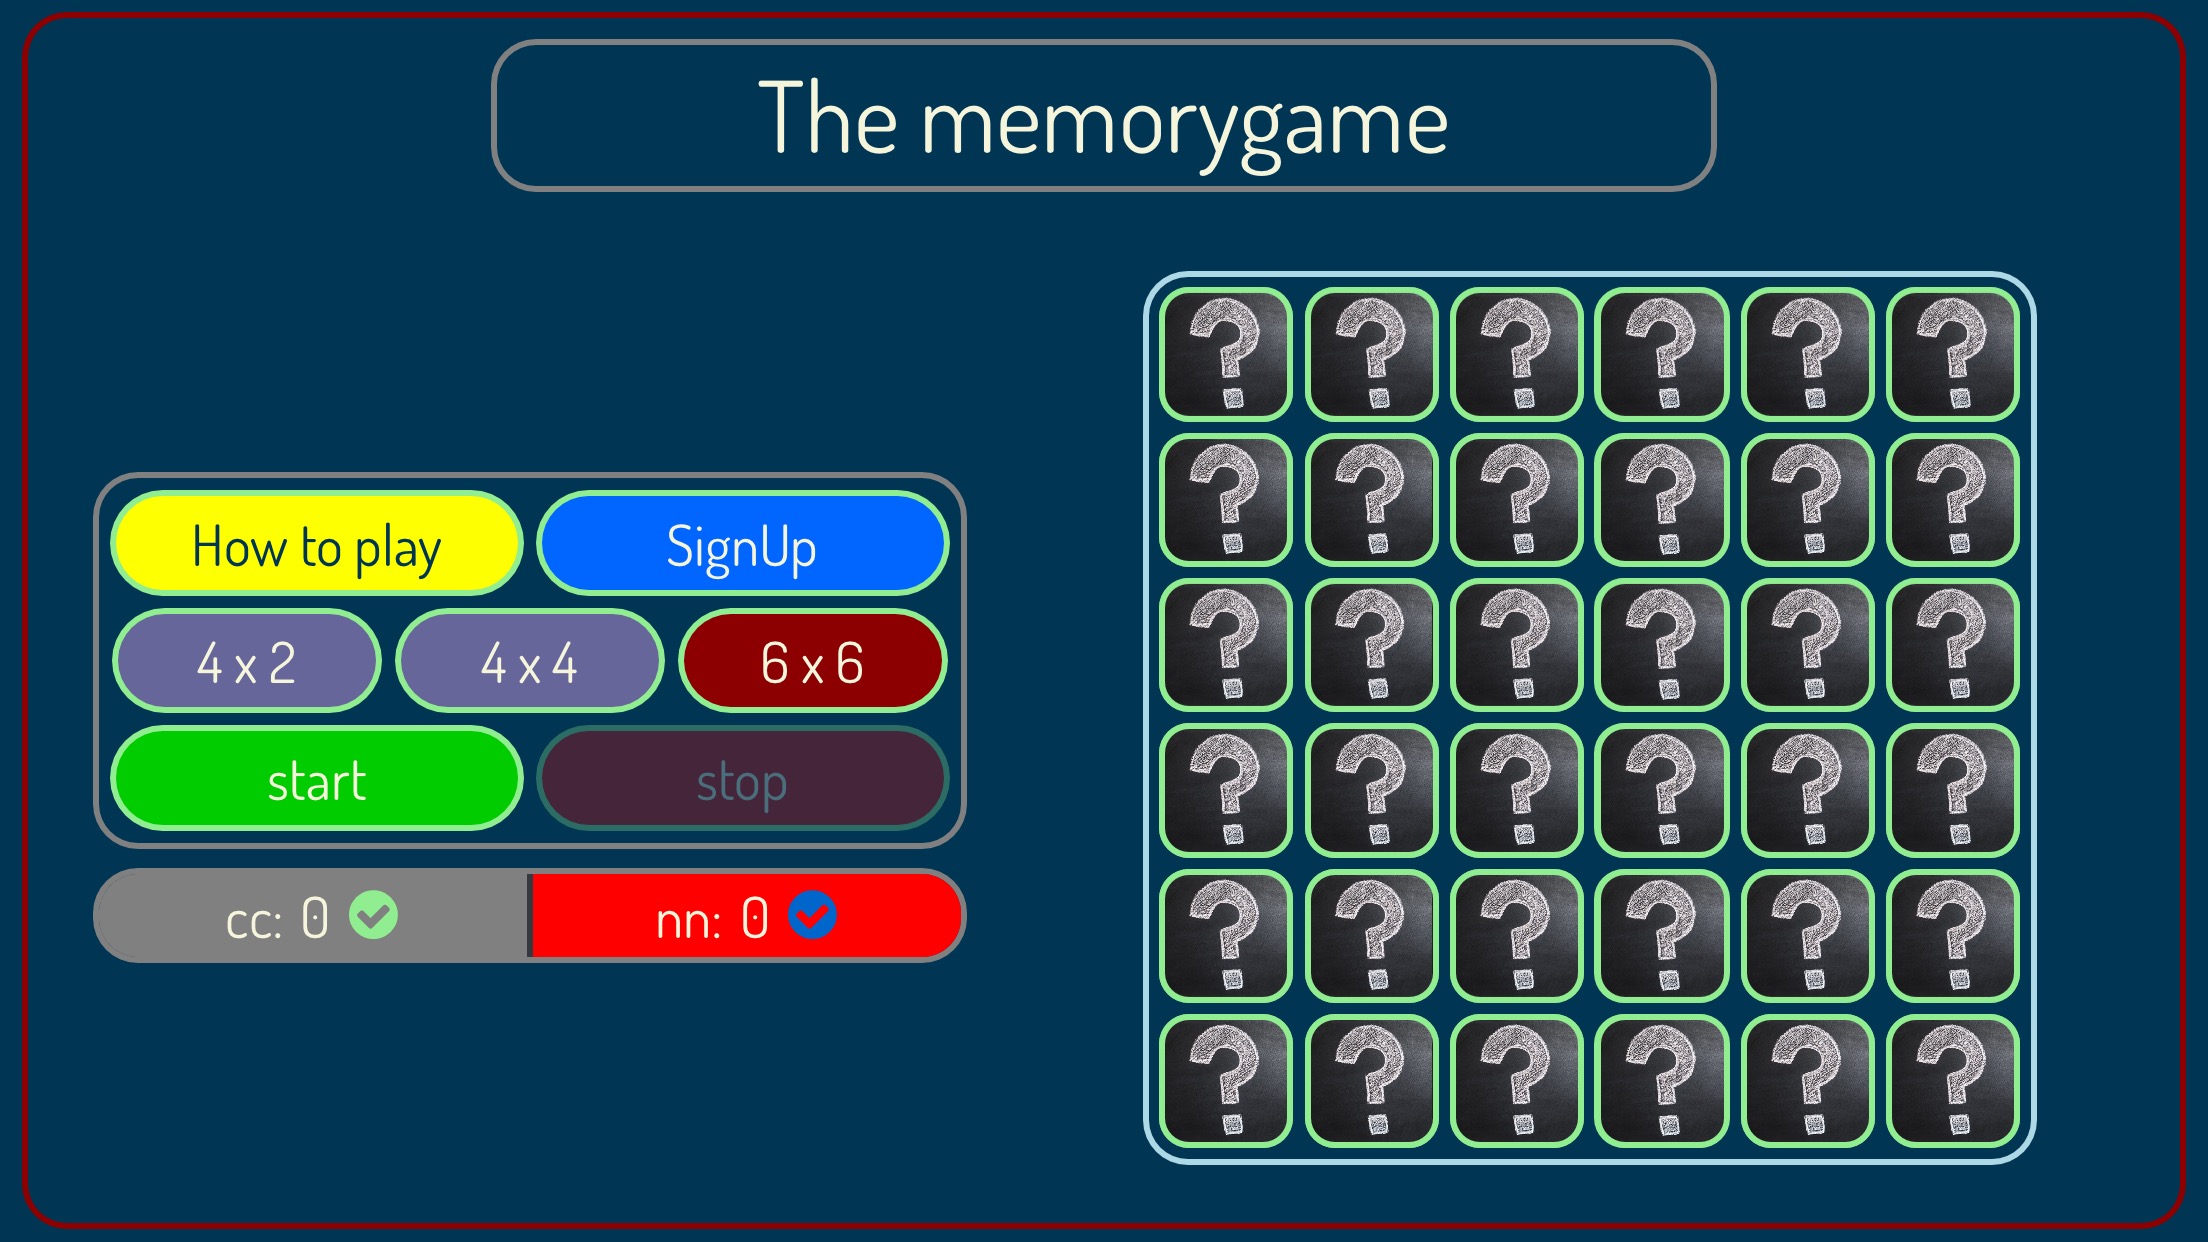 The memorygame
How to play
SignUp
4 x 2
4 x 4
6 x 6
start
stop
cc: 0
nn: 0
? ? ? ? ? ?
? ? ? ? ? ?
? ? ? ? ? ?
? ? ? ? ? ?
? ? ? ? ? ?
? ? ? ? ? ?